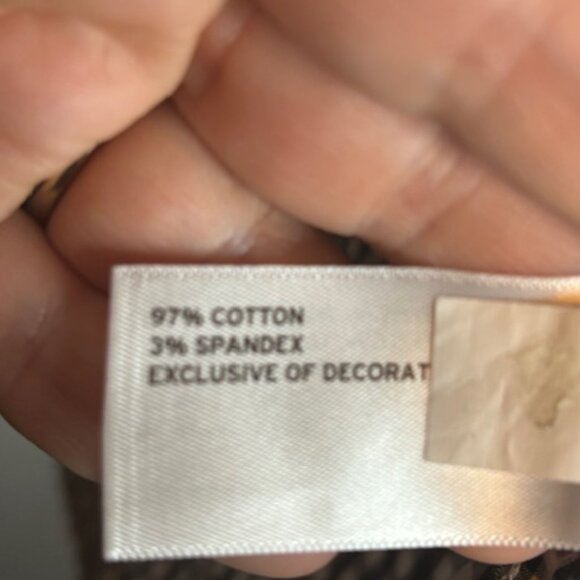 97% COTTON
3% SPANDEX
EXCLUSIVE OF DECORAT